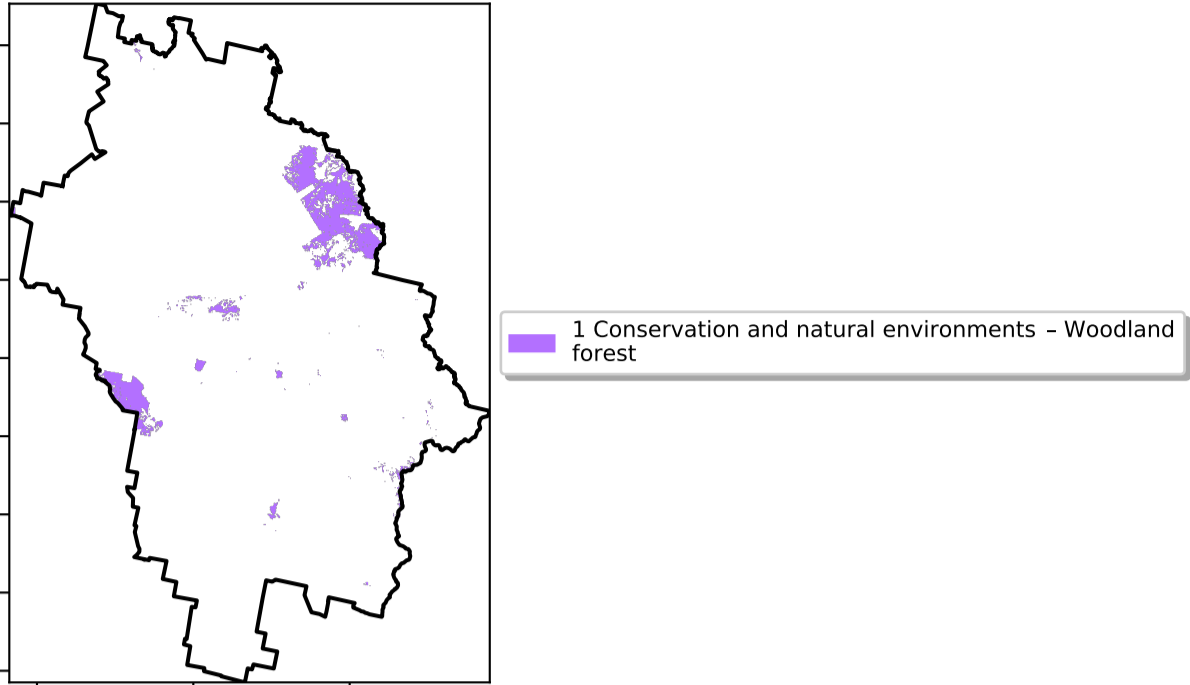 1 Conservation and natural environments – Woodland
forest